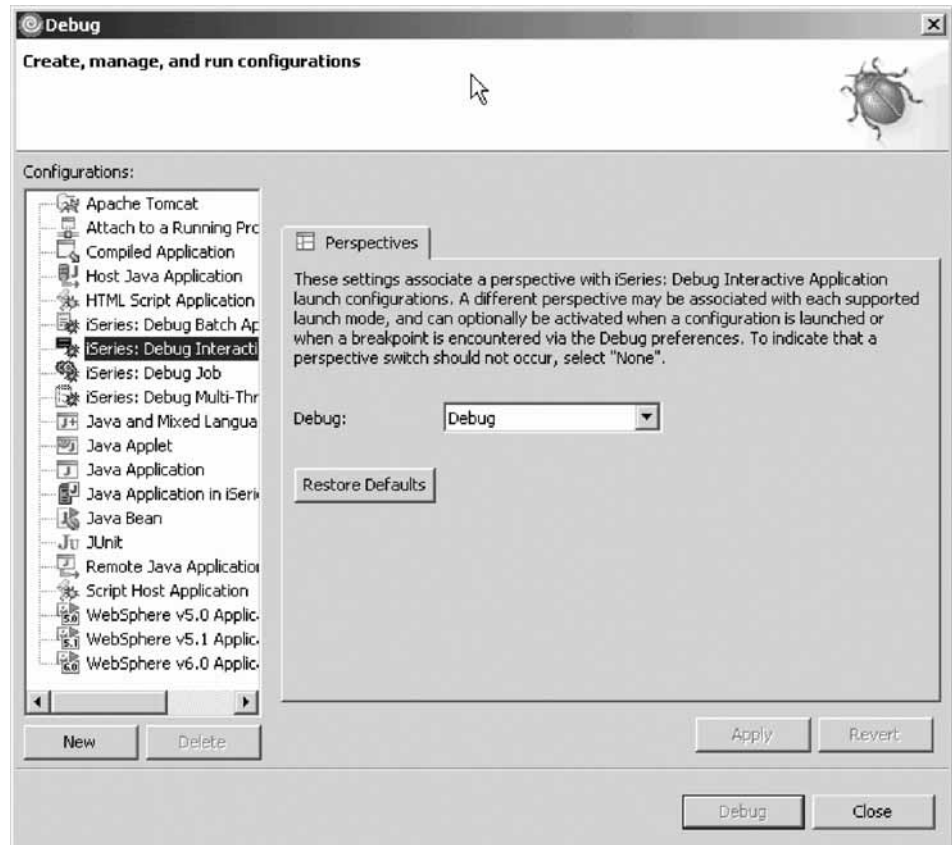 Debug
Create, manage, and run configurations
Configurations:
Apache Tomcat
Attach to a Running Prc
Compiled Application
Host Java Application
HTML Script Application
iSeries: Debug Batch Ap
iSeries: Debug Interacti
iSeries: Debug Job
iSeries: Debug Multi-Thr
Java and Mixed Langua
Java Applet
Java Application
Java Application in iSeri
Java Bean
JUnit
Remote Java Application
Script Host Application
WebSphere v5.0 Applic
WebSphere v5.1 Applic
WebSphere v6.0 Applic
New
Delete
Perspectives
These settings associate a perspective with iSeries: Debug Interactive Application
launch configurations. A different perspective may be associated with each supported
launch mode, and can optionally be activated when a configuration is launched or
when a breakpoint is encountered via the Debug preferences. To indicate that a
perspective switch should not occur, select "None".
Debug: Debug
Restore Defaults
Apply
Revert
Debug
Close